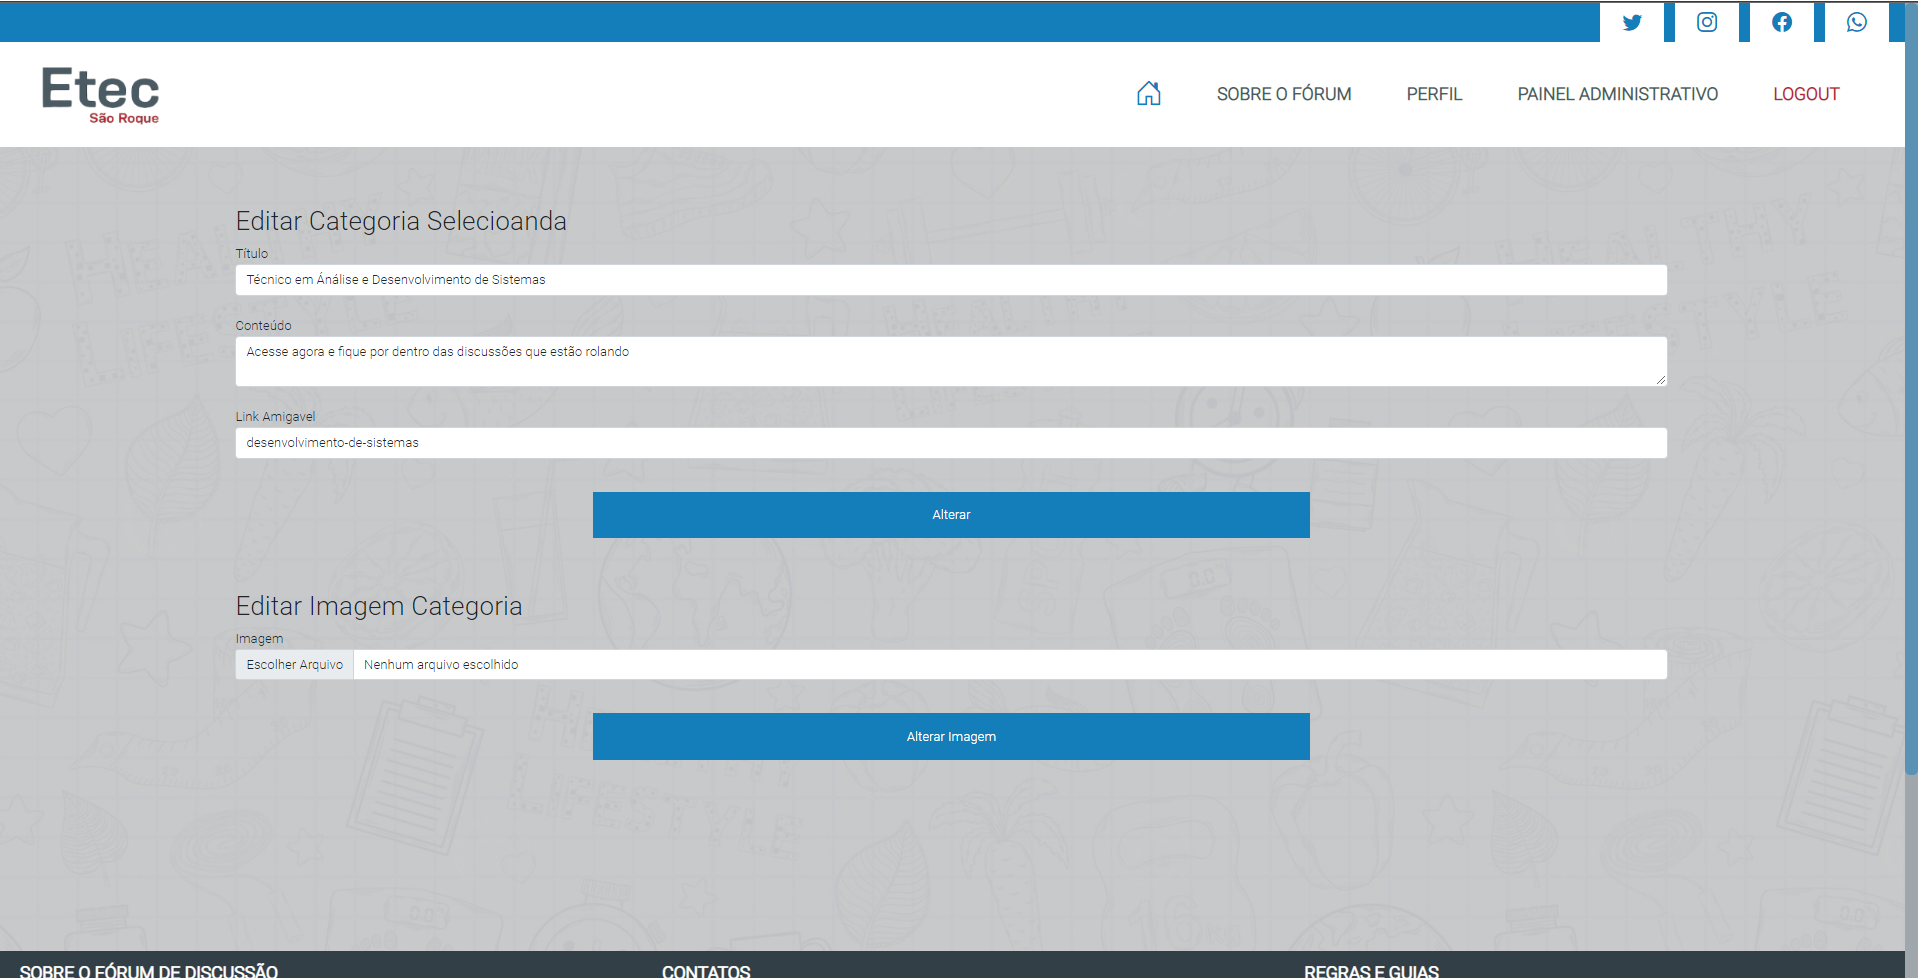 Etec
São Roque
SOBRE O FÓRUM
PERFIL
PAINEL ADMINISTRATIVO
LOGOUT
Editar Categoria Selecioanda
Título
Técnico em Ánálise e Desenvolvimento de Sistemas
Conteúdo
Acesse agora e fique por dentro das discussões que estão rolando
Link Amigavel
desenvolvimento-de-sistemas
Alterar
Editar Imagem Categoria
Imagem
Escolher Arquivo Nenhum arquivo escolhido
Alterar Imagem
SOBRE O FÓRUM DE DISCUSSÃO
CONTATOS
REGRAS E GUIAS